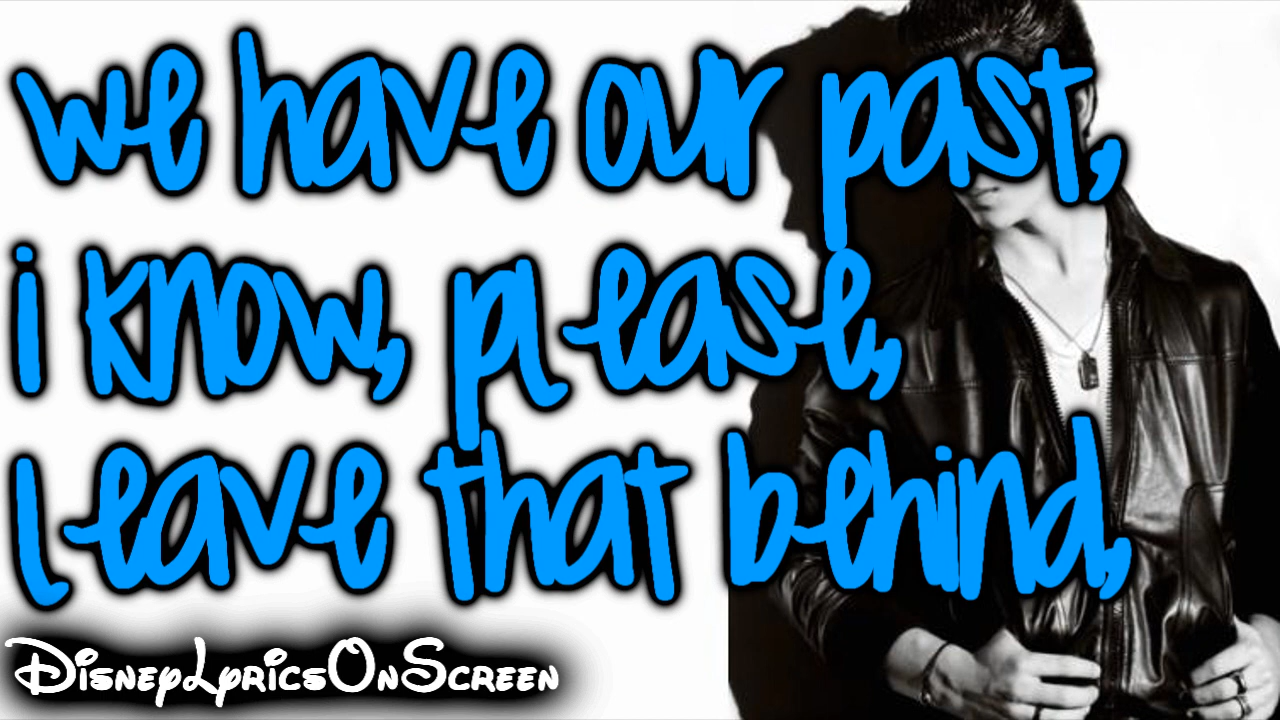 we have our past,
i know, please,
leave that behind,
DisneyLyricsOnScreen